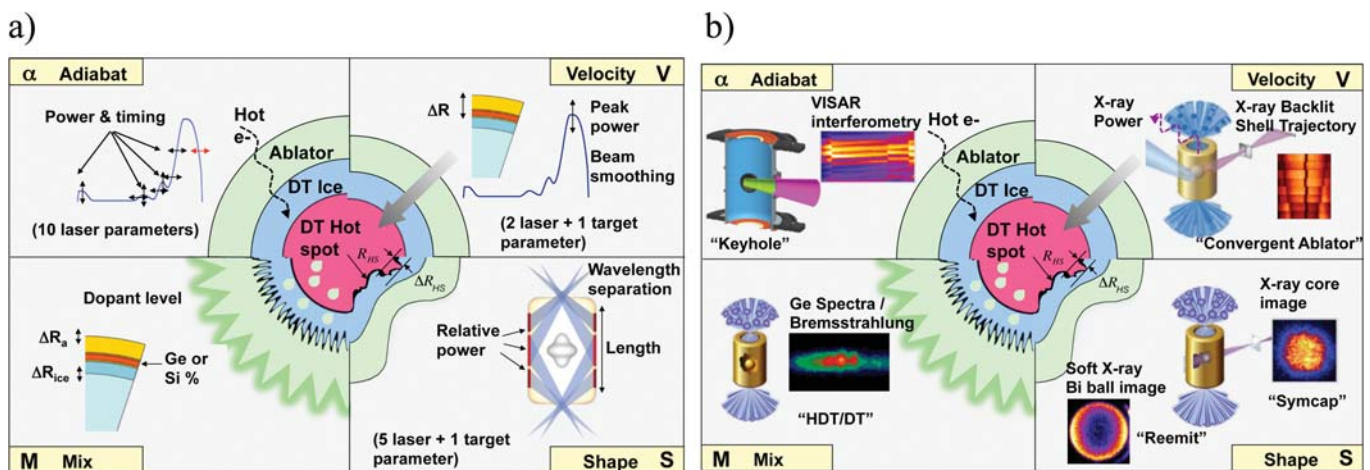 a)
α Adiabat
Velocity V
Power & timing
(10 laser parameters)
Hot
e-
Ablator
DT Ice
DT Hot
spot
R_HS
ΔR_HS
ΔR
Peak
power
Beam
smoothing
(2 laser + 1 target
parameter)
Dopant level
ΔR_a
ΔR_ice
Ge or
Si %
M Mix
Wavelength
separation
Relative
power
Length
(5 laser + 1 target
parameter)
Shape S
b)
α Adiabat
Velocity V
VISAR
interferometry
"Keyhole"
Hot e-
Ablator
DT Ice
DT Hot
spot
R_HS
ΔR_HS
X-ray
Power
X-ray Backlit
Shell Trajectory
"Convergent Ablator"
Ge Spectra /
Bremsstrahlung
"HDT/DT"
M Mix
X-ray core
image
Soft X-ray
Bi ball image
"Symcap"
"Reemit"
Shape S